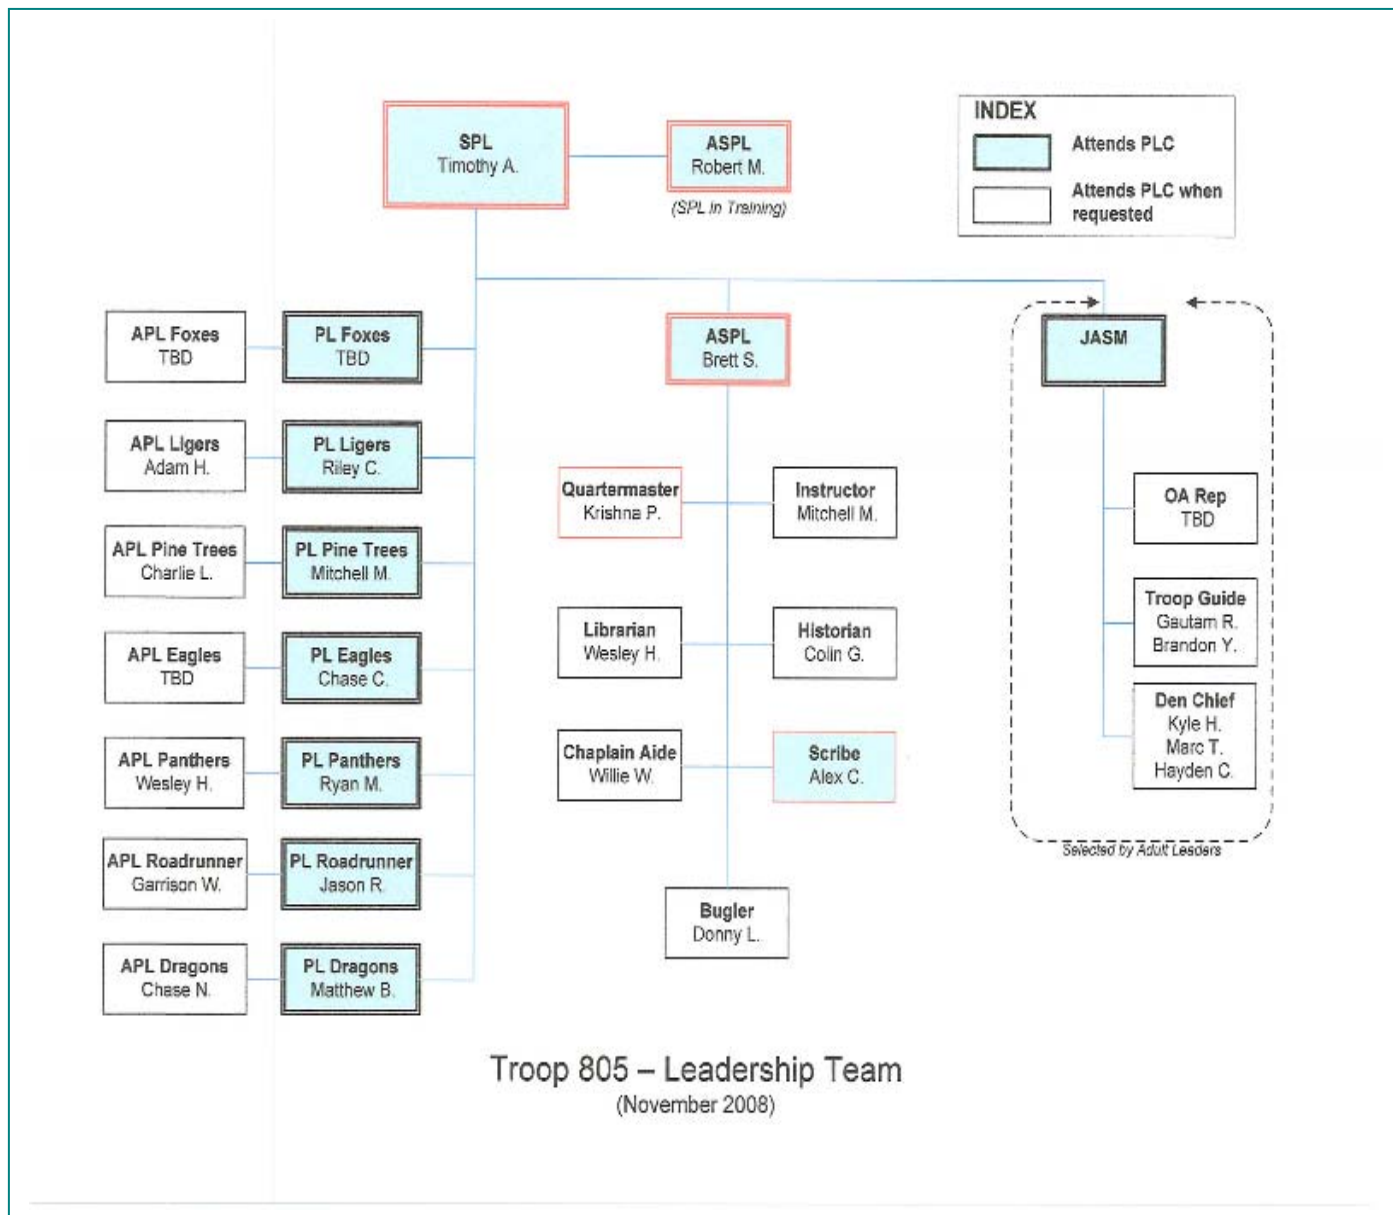 SPL
Timothy A.
ASPL
Robert M.
(SPL in Training)
INDEX
Attends PLC
Attends PLC when
requested
APL Foxes
TBD
PL Foxes
TBD
ASPL
Brett S.
JASM
APL Ligers
Adam H.
PL Ligers
Riley C.
Quartermaster
Krishna P.
Instructor
Mitchell M.
OA Rep
TBD
APL Pine Trees
Charlie L.
PL Pine Trees
Mitchell M.
Troop Guide
Gautam R.
Brandon Y.
APL Eagles
TBD
PL Eagles
Chase C.
Librarian
Wesley H.
Historian
Colin G.
Den Chief
Kyle H.
Marc T.
Hayden C.
APL Panthers
Wesley H.
PL Panthers
Ryan M.
Chaplain Aide
Willie W.
Scribe
Alex C.
Selected by Adult Leaders
APL Roadrunner
Garrison W.
PL Roadrunner
Jason R.
Bugler
Donny L.
APL Dragons
Chase N.
PL Dragons
Matthew B.
Troop 805 – Leadership Team
(November 2008)